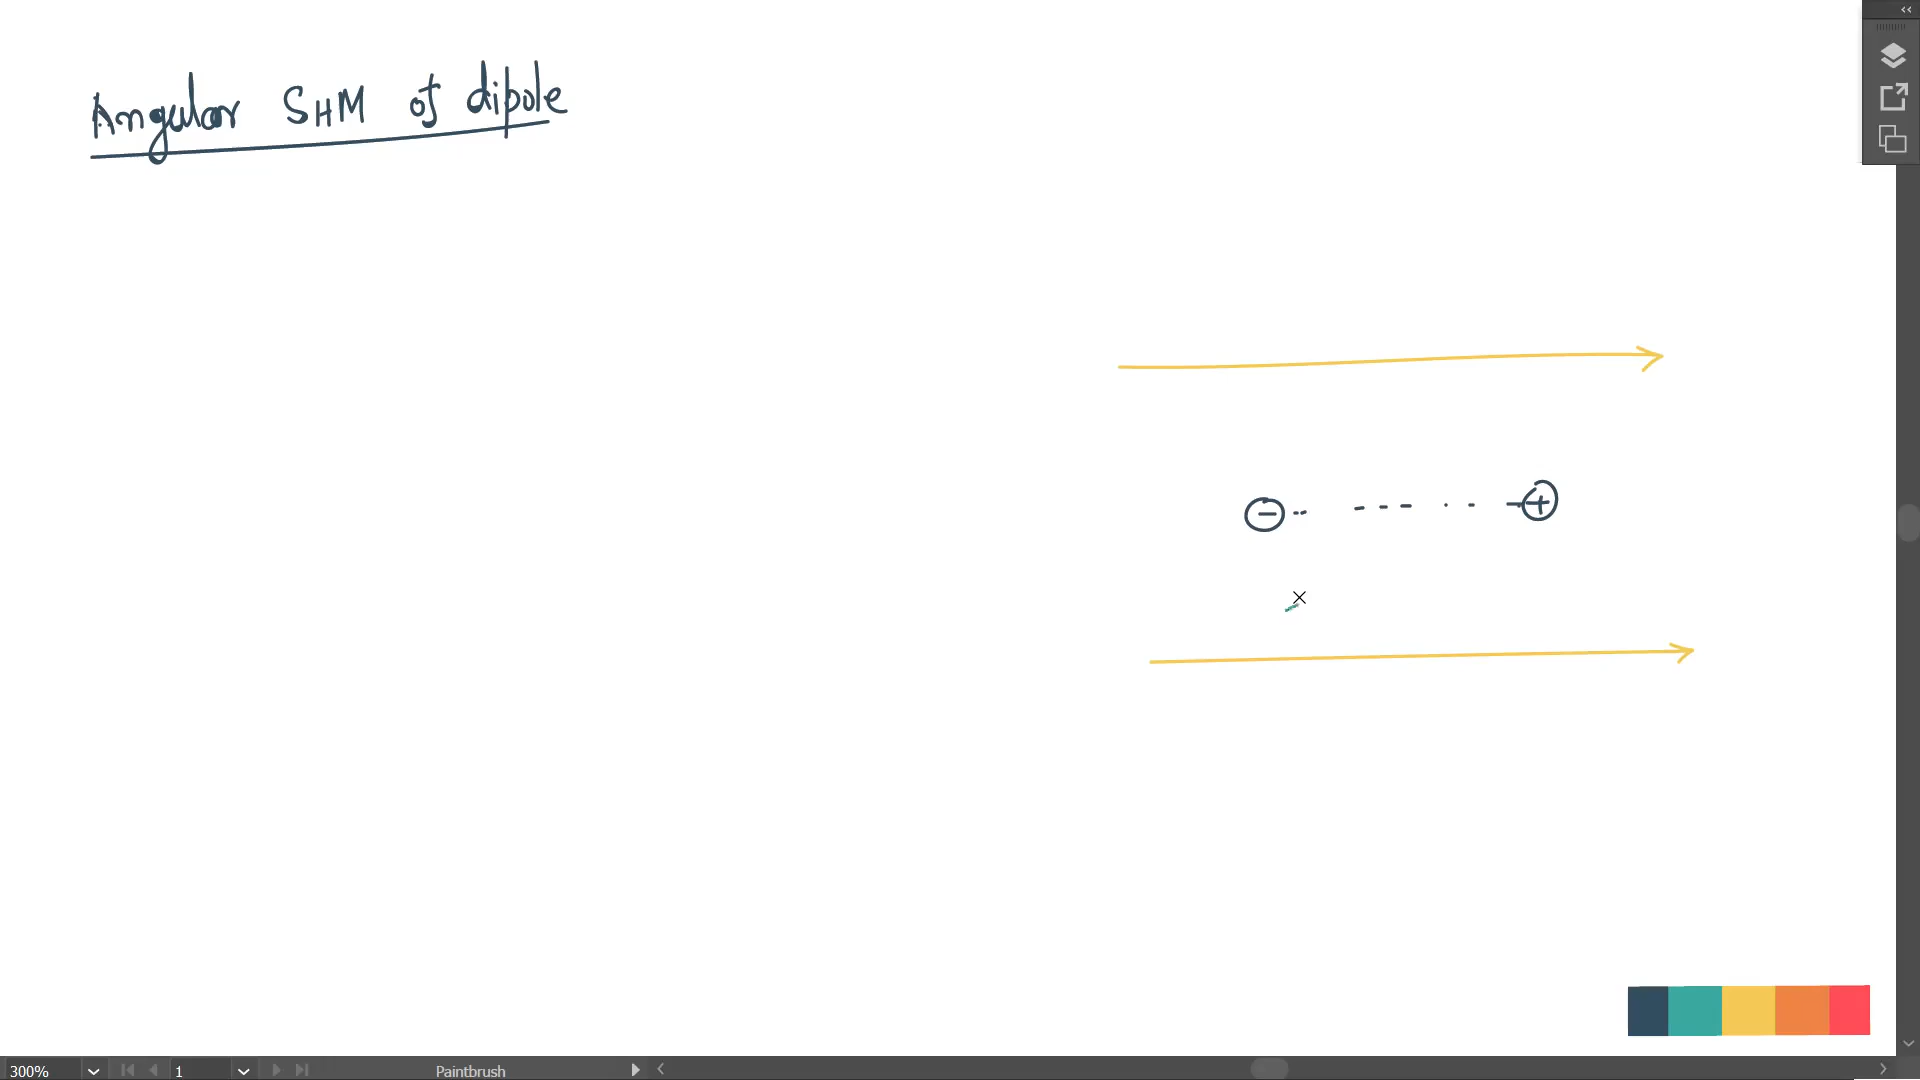 Angular SHM of dipole
− +
300% 1 Paintbrush